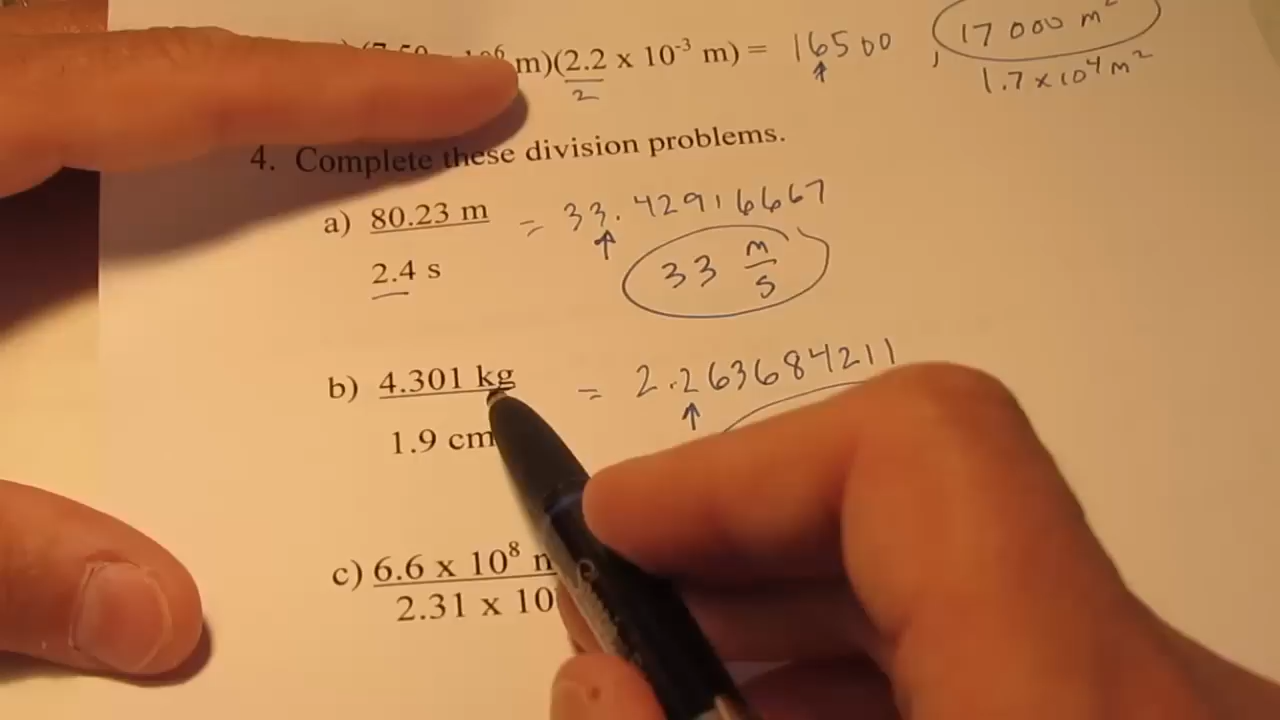 m)(2.2 x 10⁻³ m) = 16500 , 17 000 m²
2
1.7 x 10⁴ m²
4. Complete these division problems.
a) 80.23 m = 33.42916667
2.4 s
33 m/s
b) 4.301 kg = 2.263684211
1.9 cm
c) 6.6 x 10⁸
2.31 x 10